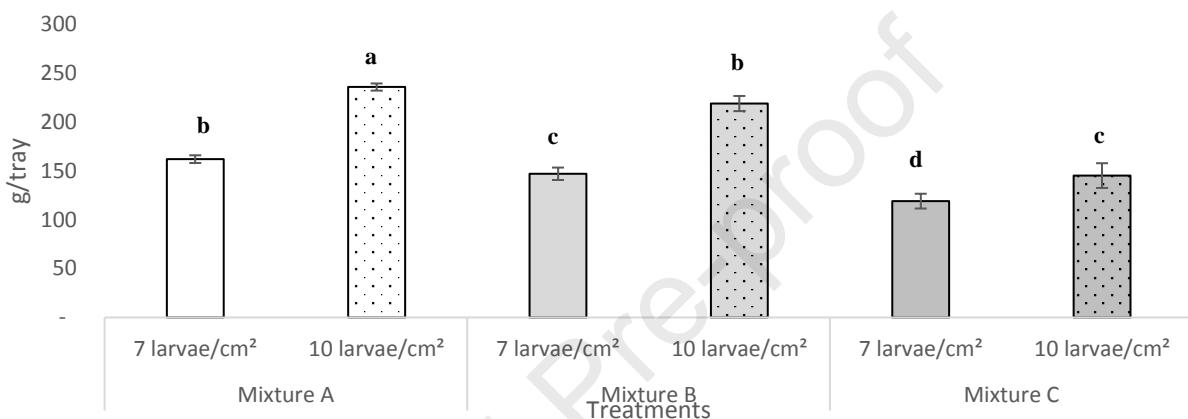 300
250
200
150
100
50
-
g/tray
b
a
c
b
d
c
7 larvae/cm² 10 larvae/cm² 7 larvae/cm² 10 larvae/cm² 7 larvae/cm² 10 larvae/cm²
Mixture A Mixture B Mixture C
Treatments
Pre-proof